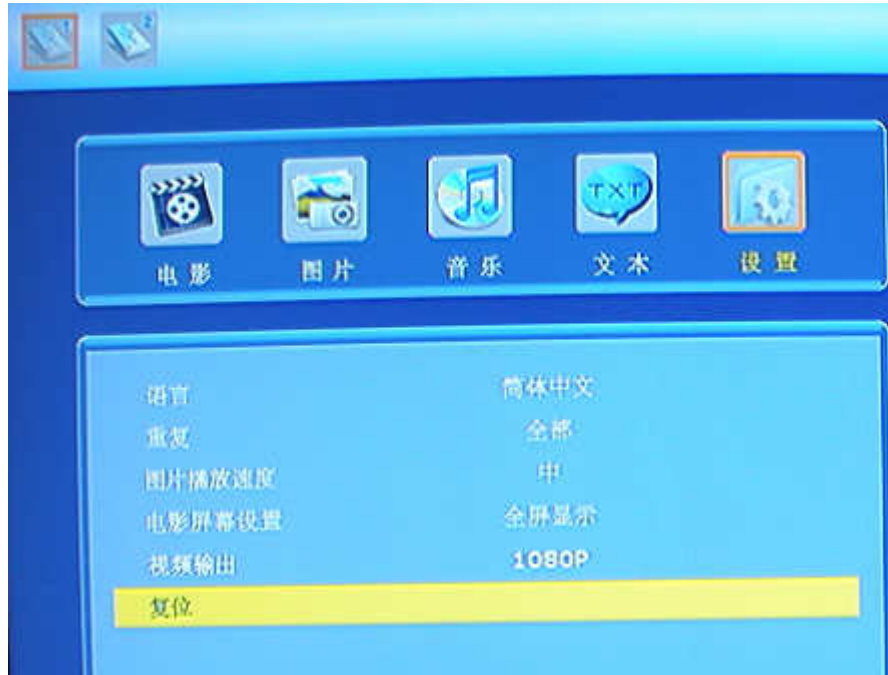 1 2
TXT
电影 图片 音乐 文本 设置
语言 简体中文
重复 全部
图片播放速度 中
电影屏幕设置 全屏显示
视频输出 1080P
复位